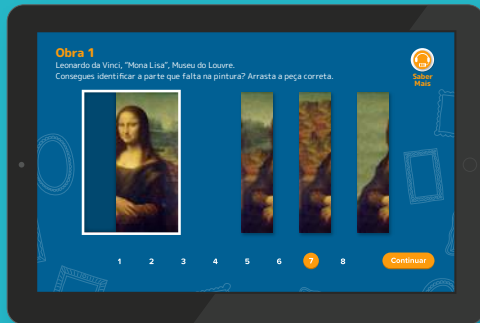 Obra 1
Leonardo da Vinci, "Mona Lisa", Museu do Louvre.
Consegues identificar a parte que falta na pintura? Arrasta a peça correta.
Saber
Mais
1 2 3 4 5 6 7 8
Continuar